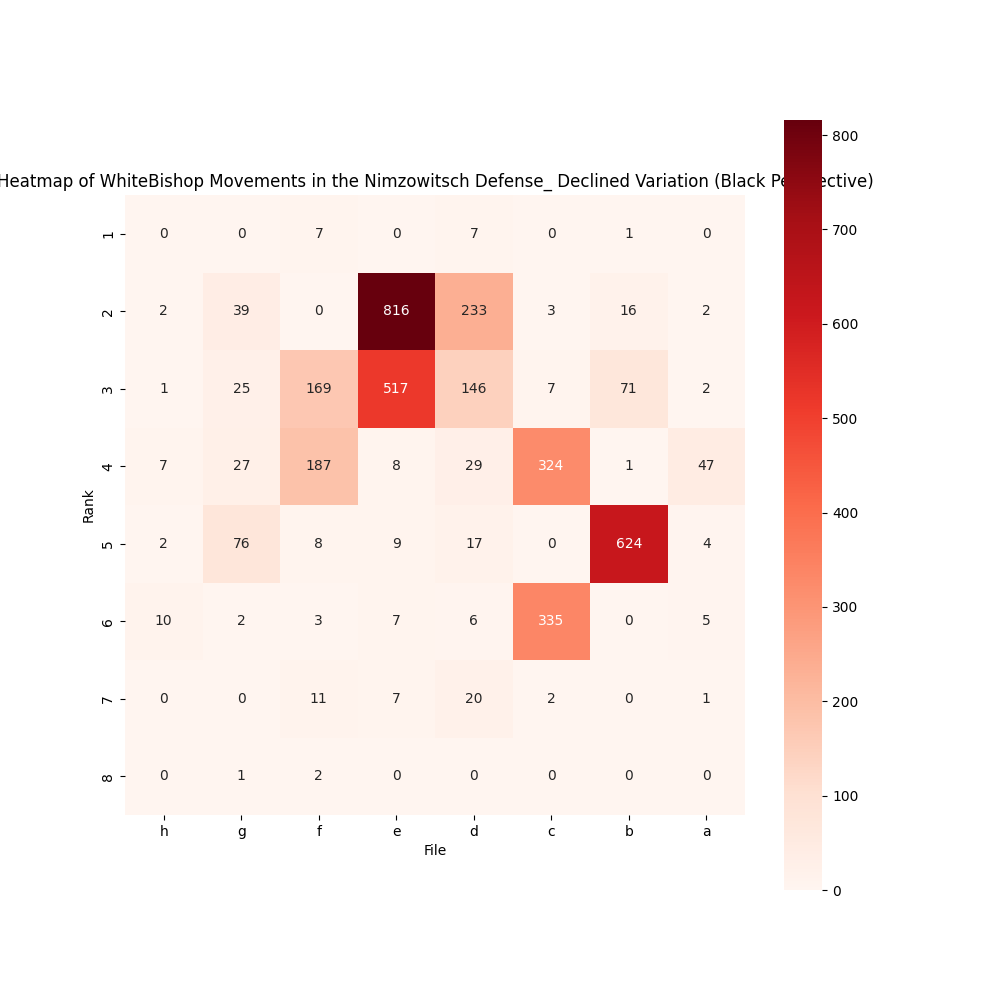 Heatmap of WhiteBishop Movements in the Nimzowitsch Defense_ Declined Variation (Black Perspective)
800
700
600
500
400
300
200
100
0
Rank
1 0 0 7 0 7 0 1 0
2 2 39 0 816 233 3 16 2
3 1 25 169 517 146 7 71 2
4 7 27 187 8 29 324 1 47
5 2 76 8 9 17 0 624 4
6 10 2 3 7 6 335 0 5
7 0 0 11 7 20 2 0 1
8 0 1 2 0 0 0 0 0
h g f e d c b a
File